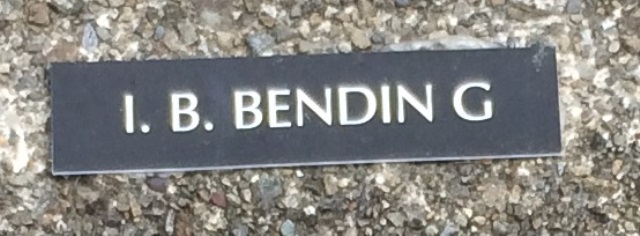 I. B. BENDIN G